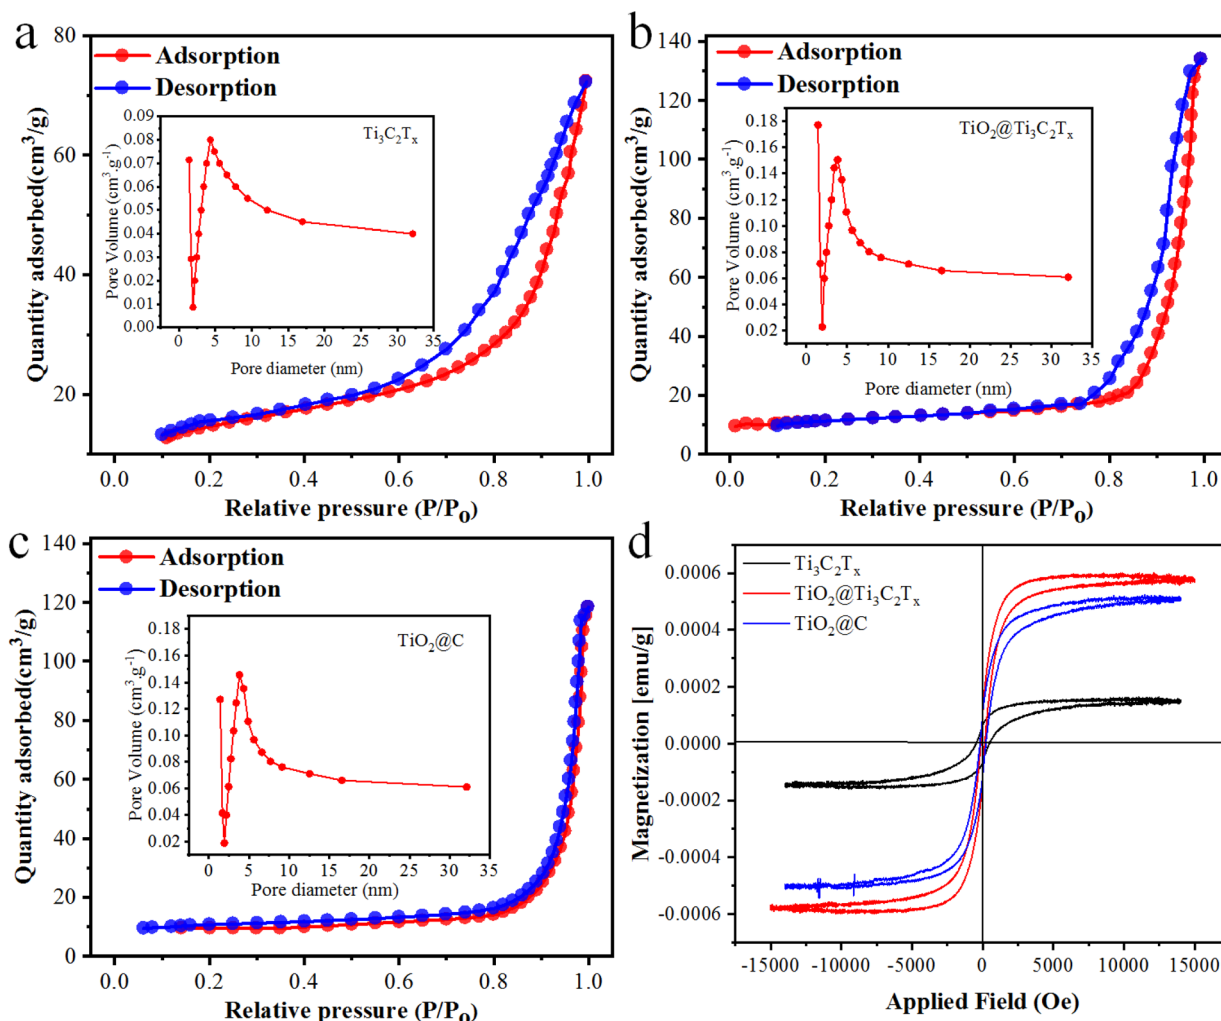 a
Adsorption
Desorption
Quantity adsorbed(cm³/g)
80
60
40
20
0.0 0.2 0.4 0.6 0.8 1.0
Relative pressure (P/Po)
Ti₃C₂Tₓ
Pore Volume (cm³.g⁻¹)
0.09
0.08
0.07
0.06
0.05
0.04
0.03
0.02
0.01
0.00
0 5 10 15 20 25 30 35
Pore diameter (nm)
b
Adsorption
Desorption
Quantity adsorbed(cm³/g)
140
120
100
80
60
40
20
0
0.0 0.2 0.4 0.6 0.8 1.0
Relative pressure (P/Po)
TiO₂@Ti₃C₂Tₓ
Pore Volume (cm³.g⁻¹)
0.18
0.16
0.14
0.12
0.10
0.08
0.06
0.04
0.02
0 5 10 15 20 25 30 35
Pore diameter (nm)
c
Adsorption
Desorption
Quantity adsorbed(cm³/g)
140
120
100
80
60
40
20
0
0.0 0.2 0.4 0.6 0.8 1.0
Relative pressure (P/Po)
TiO₂@C
Pore Volume (cm³.g⁻¹)
0.18
0.16
0.14
0.12
0.10
0.08
0.06
0.04
0.02
0 5 10 15 20 25 30 35
Pore diameter (nm)
d
Ti₃C₂Tₓ
TiO₂@Ti₃C₂Tₓ
TiO₂@C
Magnetization [emu/g]
0.0006
0.0004
0.0002
0.0000
-0.0002
-0.0004
-0.0006
-15000 -10000 -5000 0 5000 10000 15000
Applied Field (Oe)